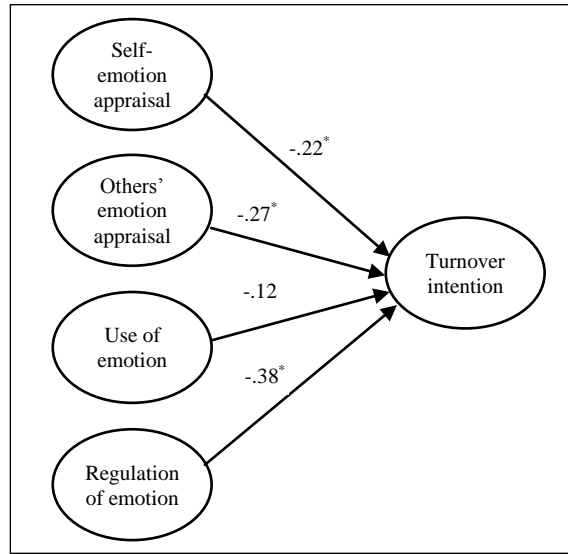 Self-
emotion
appraisal
-.22*
Others’
emotion
appraisal
-.27*
Turnover
intention
Use of
emotion
-.12
-.38*
Regulation
of emotion